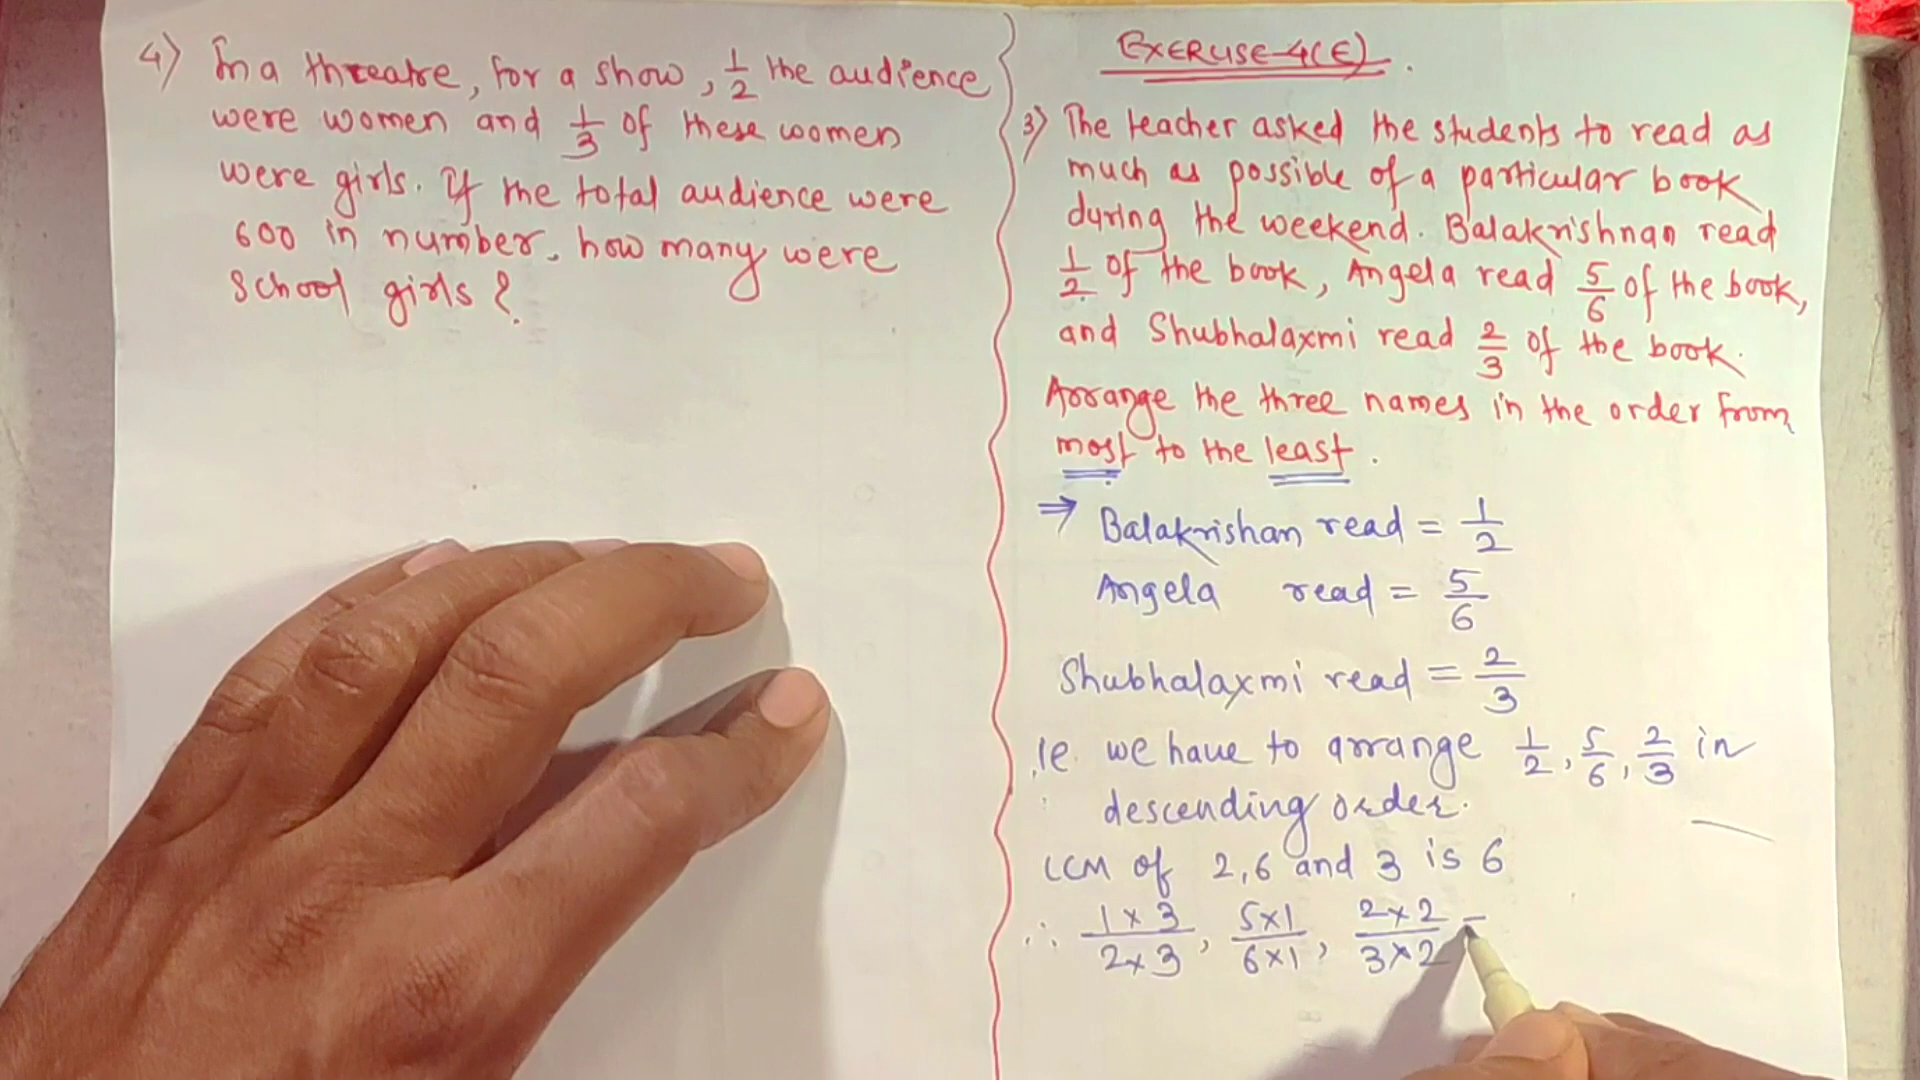 4) In a threatre, for a show, 1/2 the audience
were women and 1/3 of these women
were girls. If the total audience were
600 in number, how many were
school girls?
EXERCISE-4(E).
3) The teacher asked the students to read as
much as possible of a particular book
during the weekend. Balakrishnan read
1/2 of the book, Angela read 5/6 of the book,
and Shubhalaxmi read 2/3 of the book.
Arrange the three names in the order from
most to the least.
⇒ Balakrishan read = 1/2
Angela read = 5/6
Shubhalaxmi read = 2/3
ie. we have to arrange 1/2, 5/6, 2/3 in
descending order.
LCM of 2,6 and 3 is 6
∴ 1×3/2×3, 5×1/6×1, 2×2/3×2